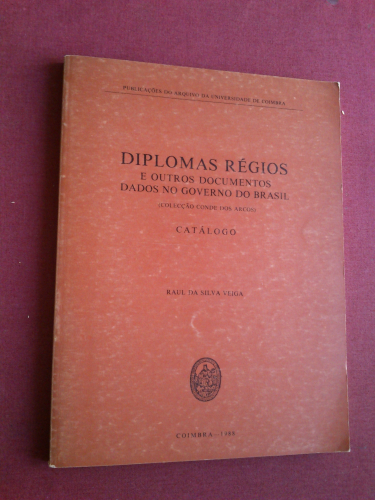 PUBLICAÇÕES DO ARQUIVO DA UNIVERSIDADE DE COIMBRA
DIPLOMAS RÉGIOS
E OUTROS DOCUMENTOS
DADOS NO GOVERNO DO BRASIL
(COLECÇÃO CONDE DOS ARCOS)
CATÁLOGO
RAUL DA SILVA VEIGA
COIMBRA